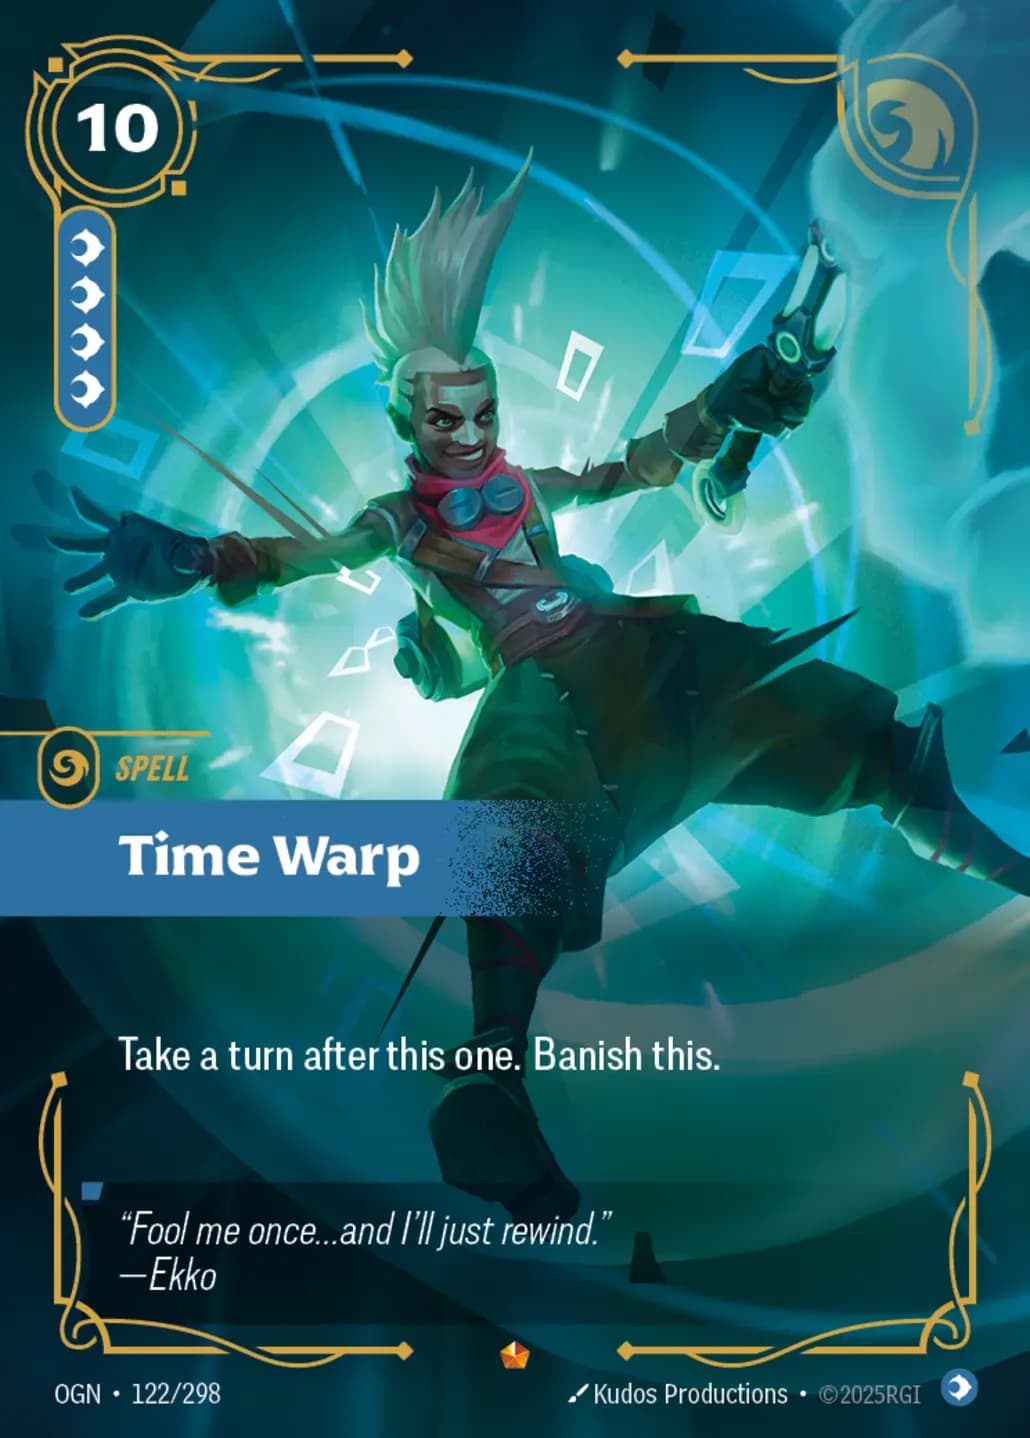 10
SPELL
Time Warp
Take a turn after this one. Banish this.
“Fool me once...and I’ll just rewind.”
—Ekko
OGN • 122/298
Kudos Productions • ©2025RGI